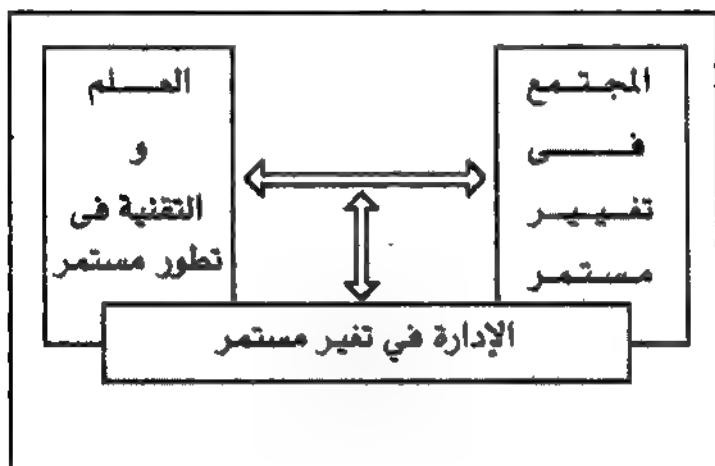 المجتمع
فى
تغيير
مستمر
العلم
و
التقنية فى
تطور مستمر
الإدارة في تغير مستمر